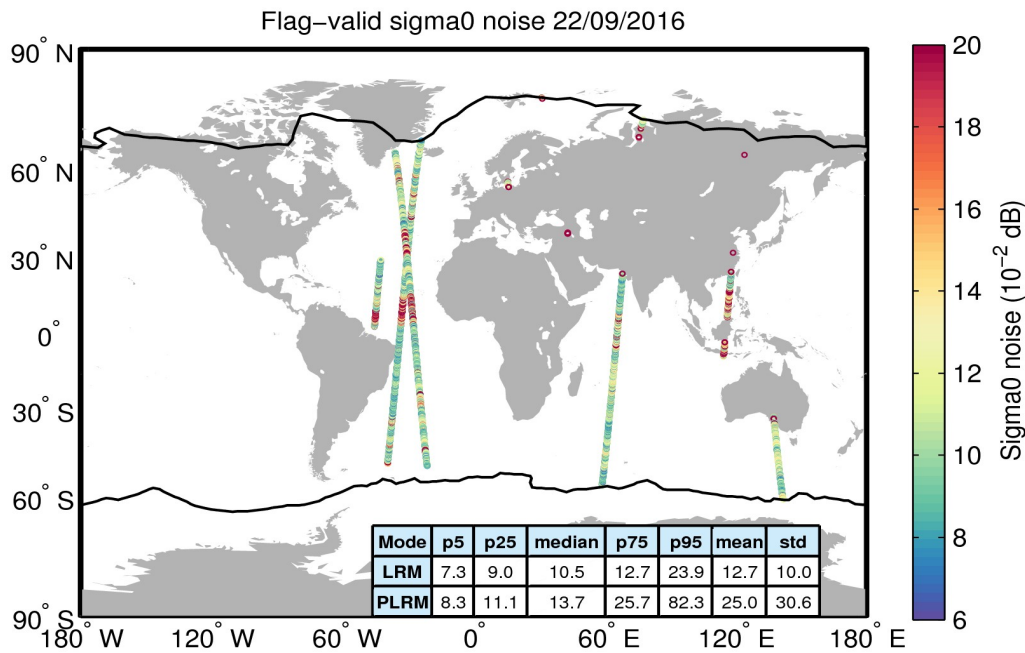 Flag−valid sigma0 noise 22/09/2016
90° N
60° N
30° N
0°
30° S
60° S
90° S
180° W
120° W
60° W
0°
60° E
120° E
180° E
Mode p5 p25 median p75 p95 mean std
LRM 7.3 9.0 10.5 12.7 23.9 12.7 10.0
PLRM 8.3 11.1 13.7 25.7 82.3 25.0 30.6
20
18
16
14
12
10
8
6
Sigma0 noise (10⁻² dB)